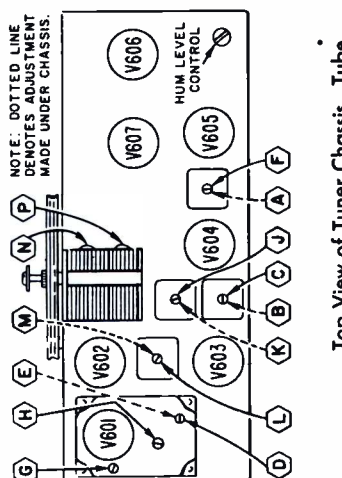 NOTE: DOTTED LINE
DENOTES ADJUSTMENT
MADE UNDER CHASSIS.
G
H
E
M
N
P
V601
V602
V607
V606
HUM LEVEL
CONTROL
V603
V604
V605
D
L
K
B
C
J
A
F
Top View of Tuner Chassis Tube